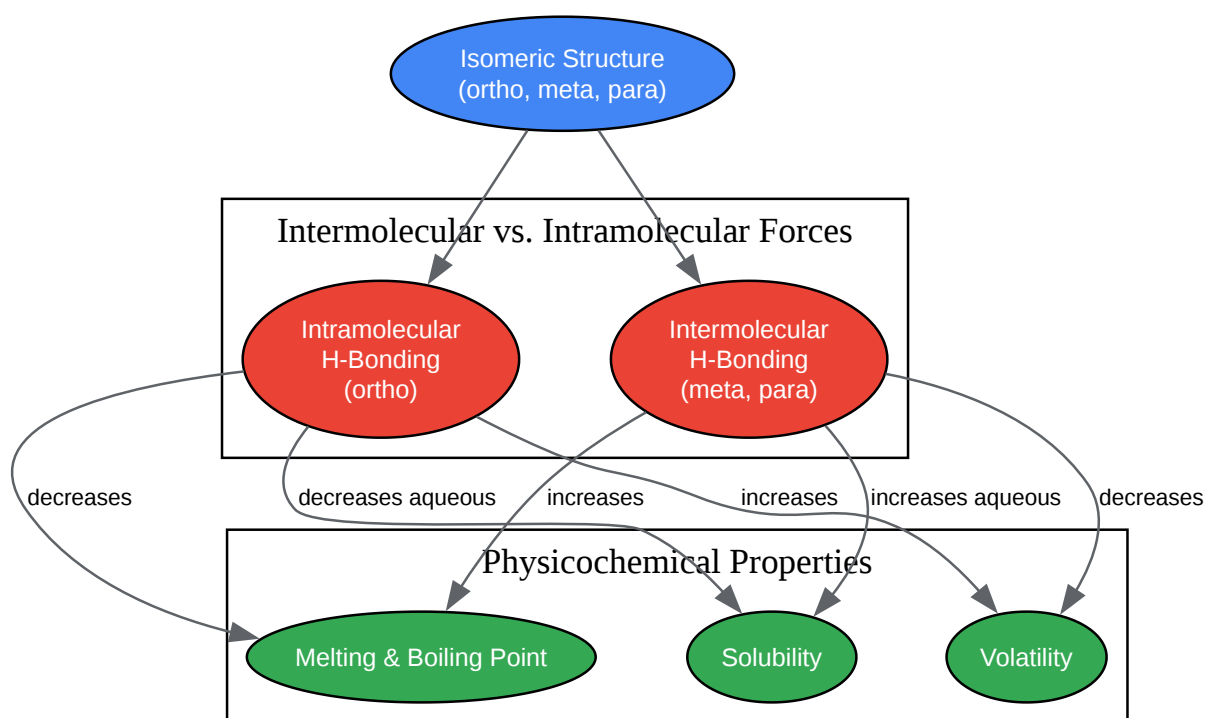 Isomeric Structure
(ortho, meta, para)
Intermolecular vs. Intramolecular Forces
Intramolecular
H-Bonding
(ortho)
Intermolecular
H-Bonding
(meta, para)
decreases
decreases aqueous
increases
increases
increases aqueous
decreases
Physicochemical Properties
Melting & Boiling Point
Solubility
Volatility